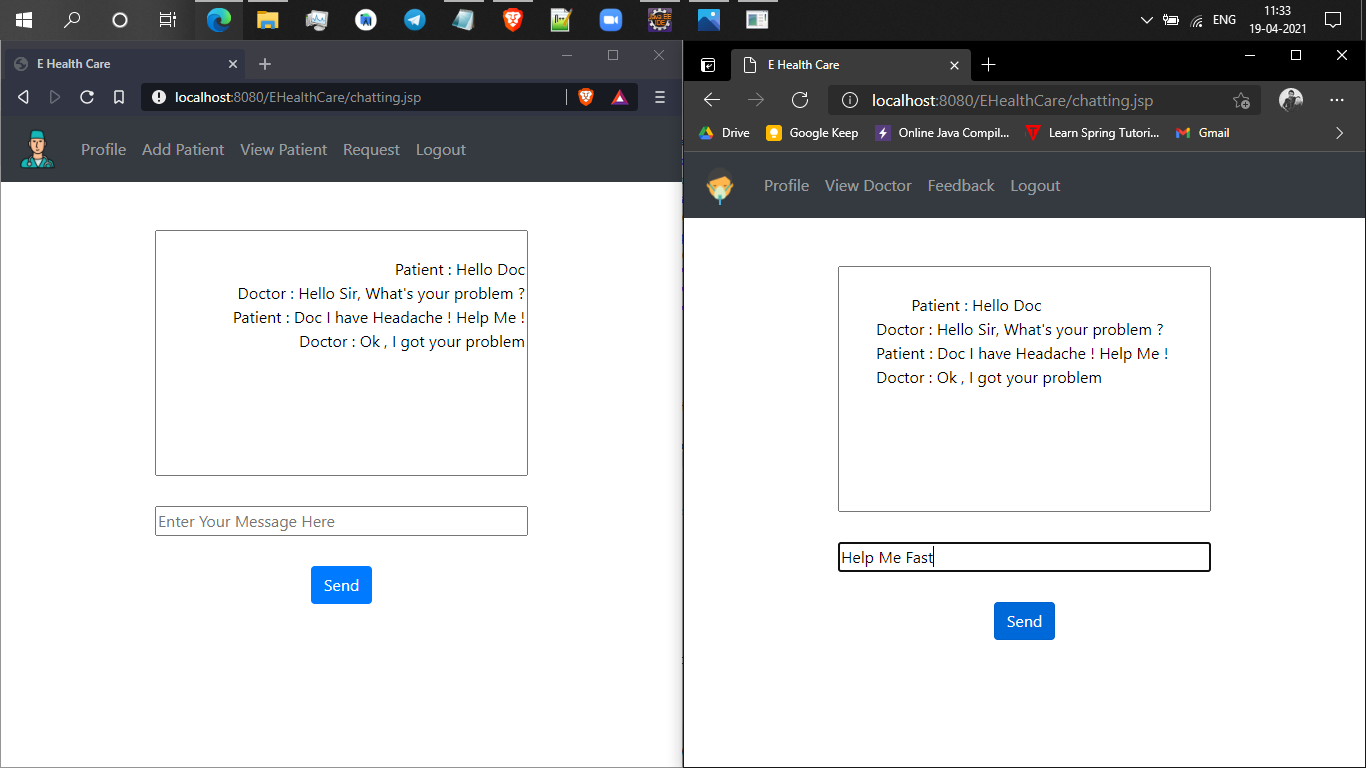 ENG
11:33
19-04-2021
E Health Care
localhost:8080/EHealthCare/chatting.jsp
Profile Add Patient View Patient Request Logout
Patient : Hello Doc
Doctor : Hello Sir, What's your problem ?
Patient : Doc I have Headache ! Help Me !
Doctor : Ok , I got your problem
Enter Your Message Here
Send
E Health Care
localhost:8080/EHealthCare/chatting.jsp
Drive Google Keep Online Java Compil... Learn Spring Tutori... Gmail
Profile View Doctor Feedback Logout
Patient : Hello Doc
Doctor : Hello Sir, What's your problem ?
Patient : Doc I have Headache ! Help Me !
Doctor : Ok , I got your problem
Help Me Fast
Send